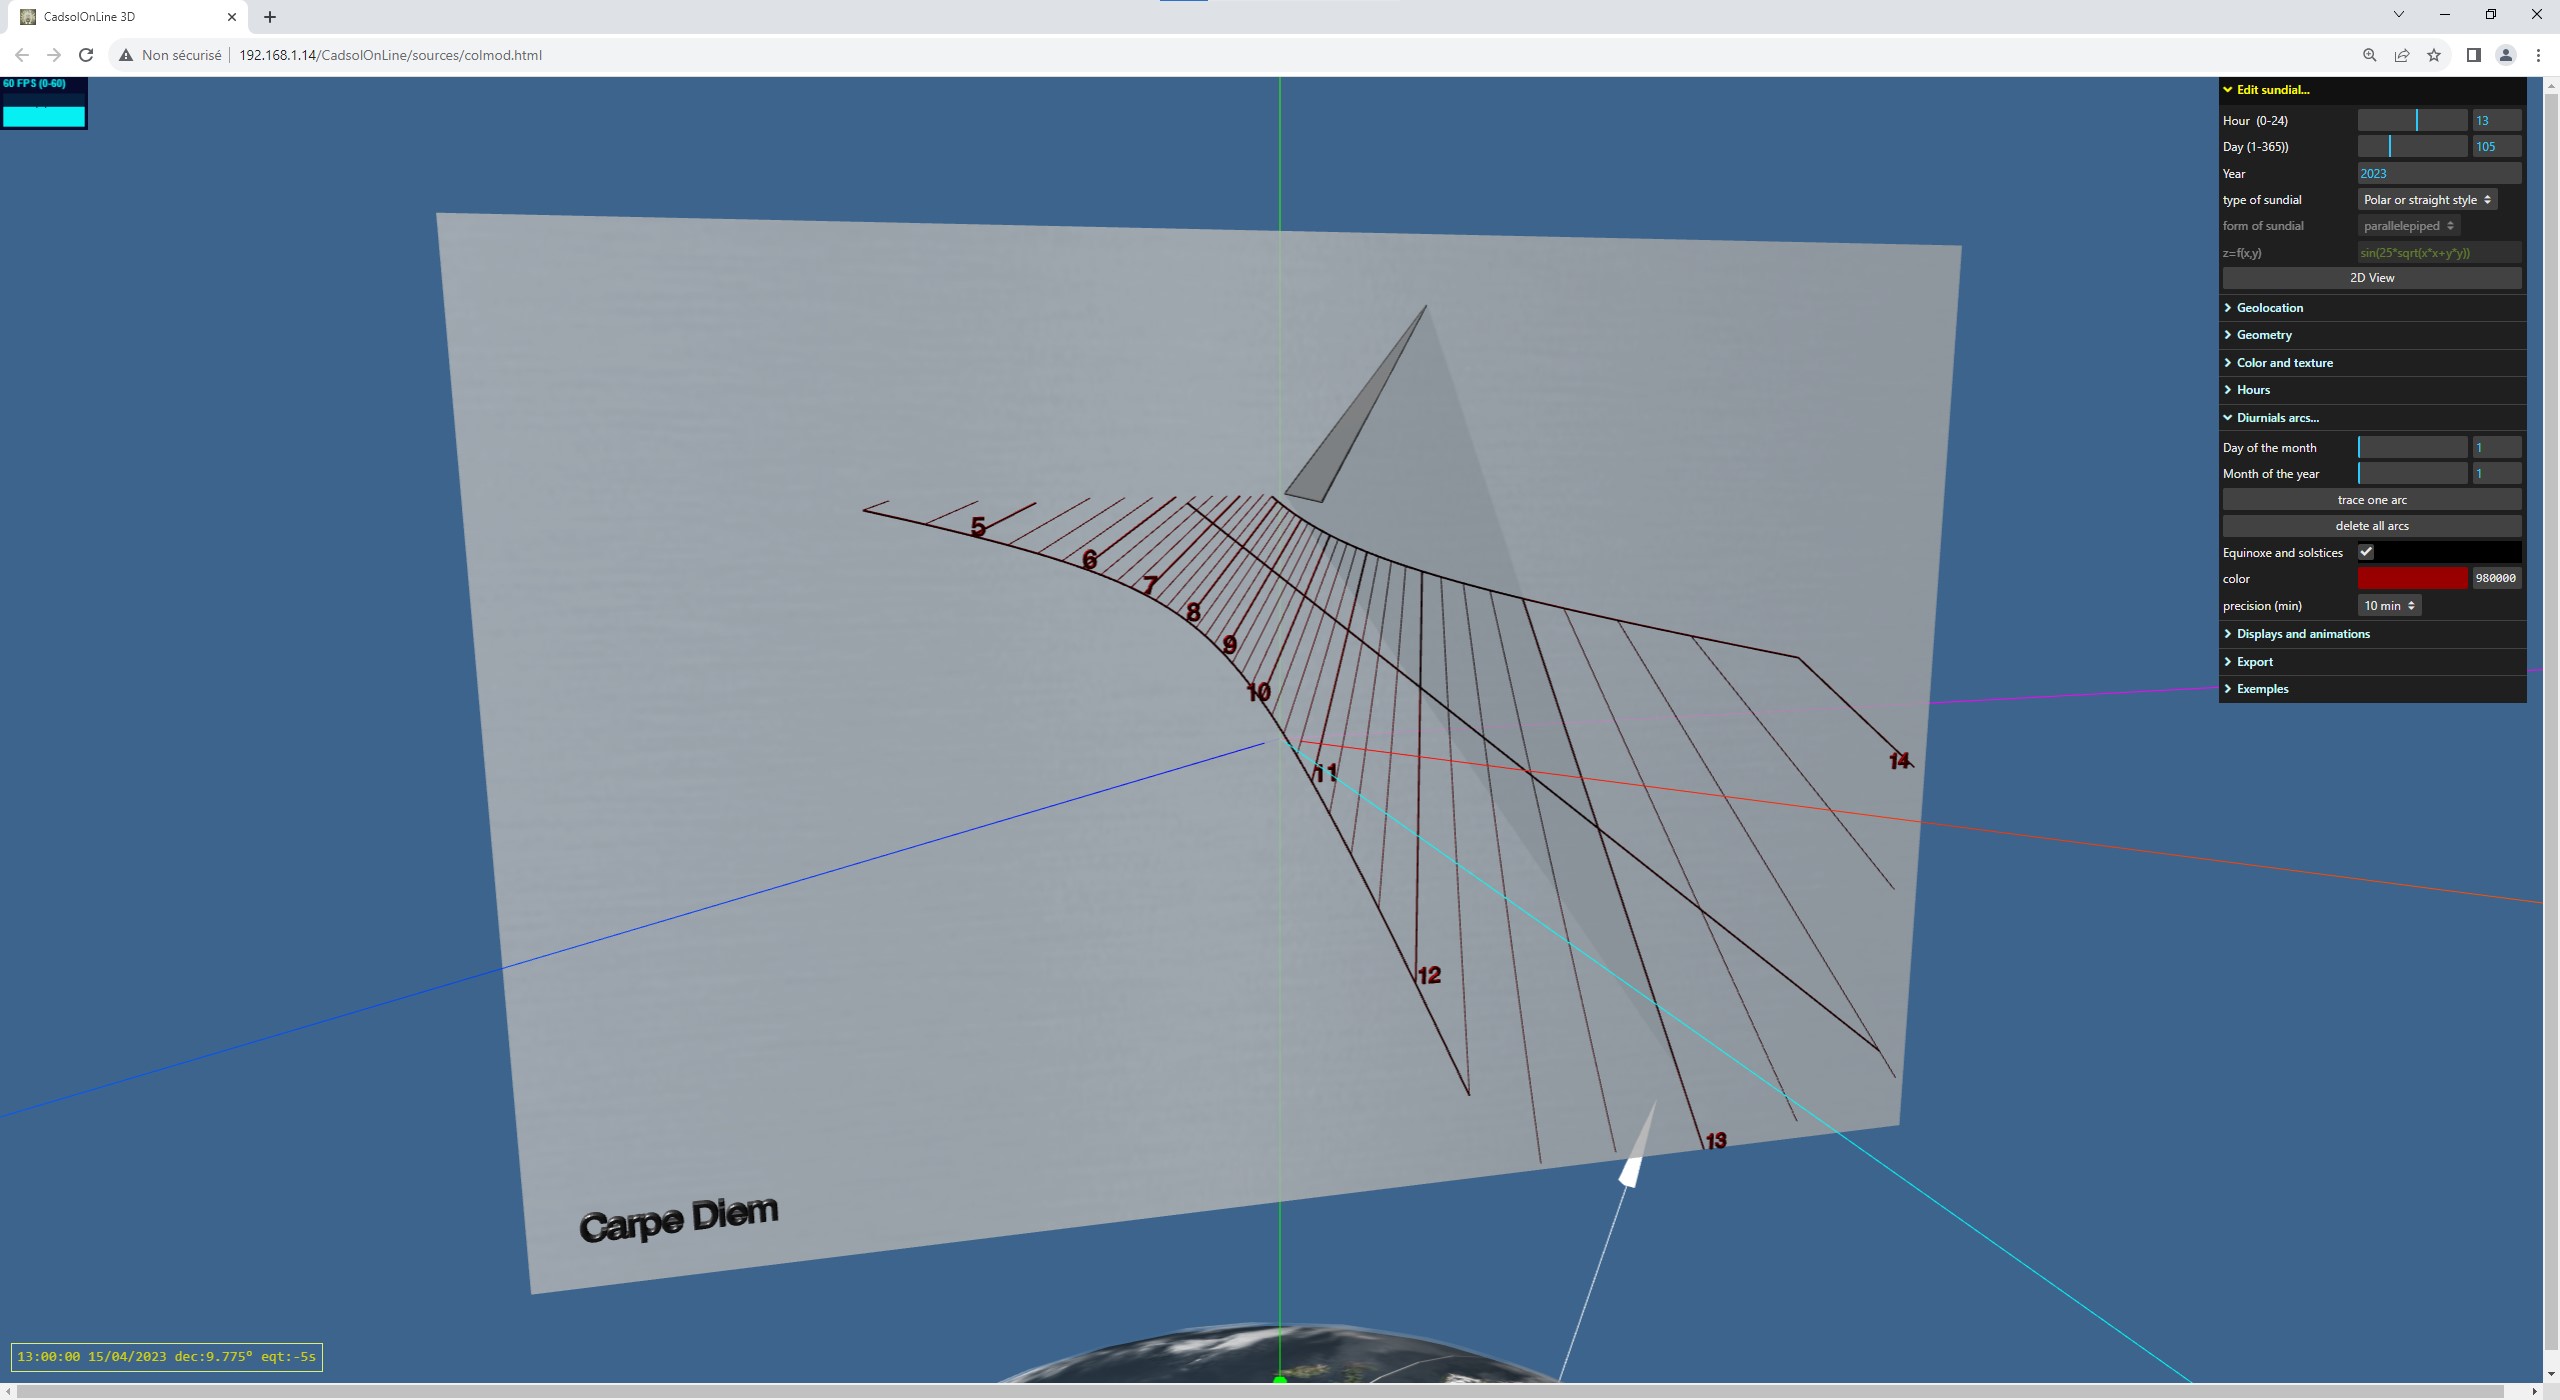 CadsolOnLine 3D
Non sécurisé 192.168.1.14/CadsolOnLine/sources/colmod.html
60 FPS (0-60)
Edit sundial...
Hour (0-24) 13
Day (1-365)) 105
Year 2023
type of sundial Polar or straight style
form of sundial parallelepiped
z=f(x,y) sin(25*sqrt(x*x+y*y))
2D View
Geolocation
Geometry
Color and texture
Hours
Diurnials arcs...
Day of the month 1
Month of the year 1
trace one arc
delete all arcs
Equinoxe and solstices
color 980000
precision (min) 10 min
Displays and animations
Export
Exemples
5
6
7
8
9
10
11
12
13
14
Carpe Diem
13:00:00 15/04/2023 dec:9.775° eqt:-5s